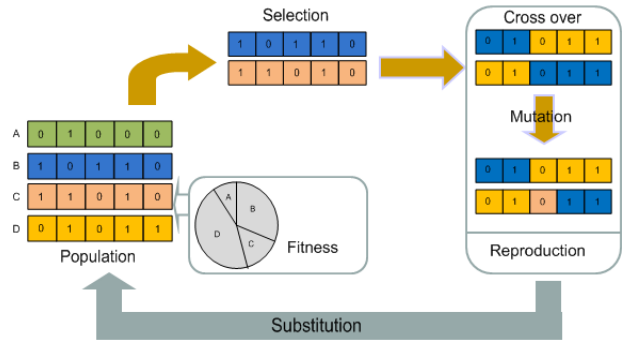 Selection
1 0 1 1 0
1 1 0 1 0
Cross over
0 1 0 1 1
0 1 0 1 1
Mutation
0 1 0 1 1
0 1 0 1 1
Reproduction
A 0 1 0 0 0
B 1 0 1 1 0
C 1 1 0 1 0
D 0 1 0 1 1
Population
A
B
C
D
Fitness
Substitution